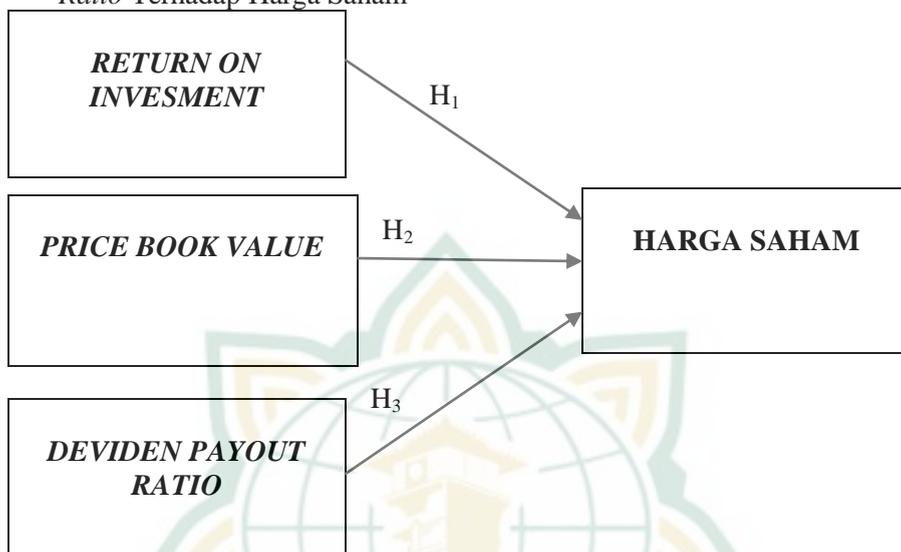 Ratio Terhadap Harga Saham
RETURN ON
INVESMENT
H₁
PRICE BOOK VALUE
H₂
HARGA SAHAM
H₃
DEVIDEN PAYOUT
RATIO